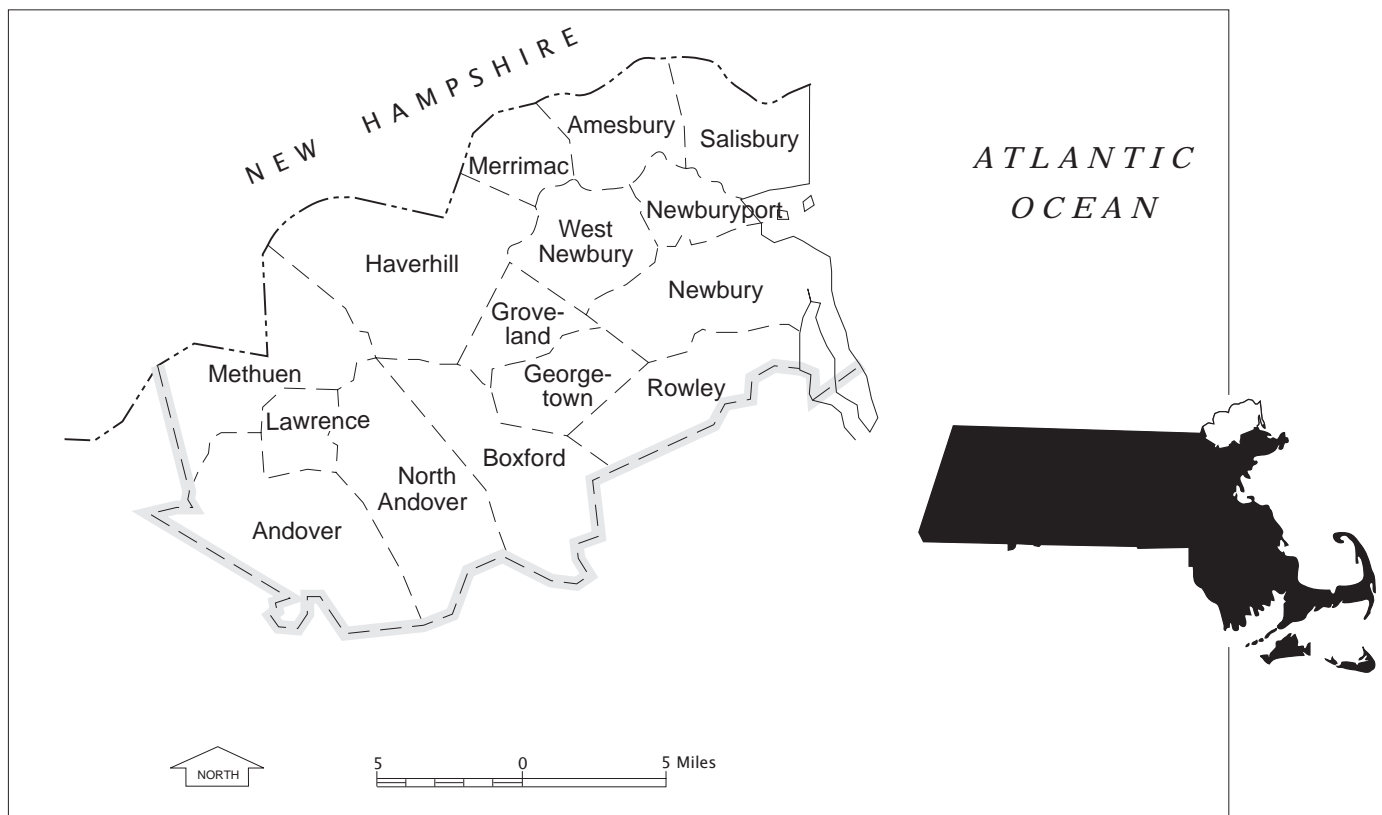 NEW HAMPSHIRE
Amesbury
Salisbury
Merrimac
ATLANTIC
OCEAN
Newburyport
West
Newbury
Haverhill
Newbury
Grove-
land
Methuen
George-
town
Rowley
Lawrence
Boxford
North
Andover
Andover
NORTH
5 0 5 Miles